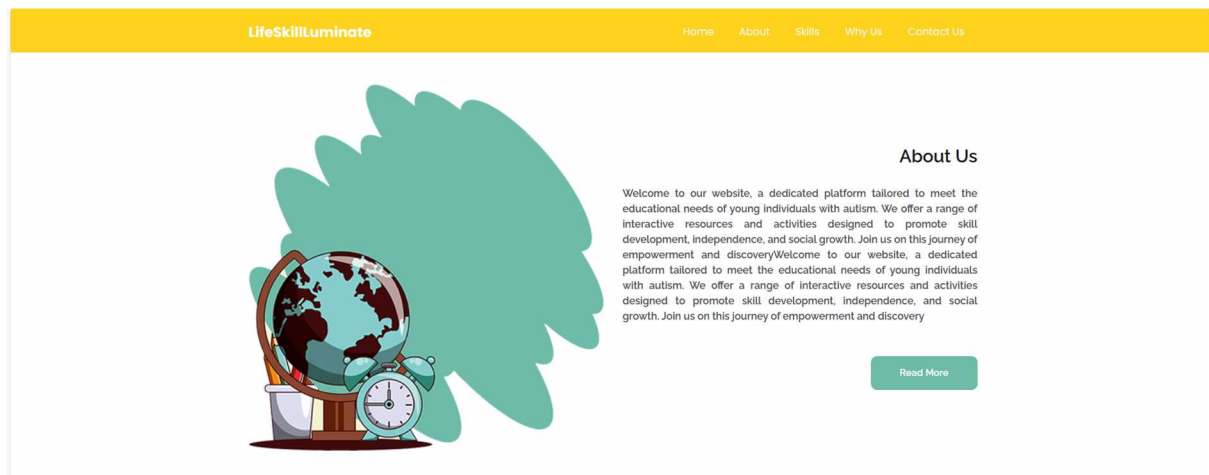 LifeSkillLuminate
Home About Skills Why Us Contact Us
About Us
Welcome to our website, a dedicated platform tailored to meet the
educational needs of young individuals with autism. We offer a range of
interactive resources and activities designed to promote skill
development, independence, and social growth. Join us on this journey of
empowerment and discoveryWelcome to our website, a dedicated
platform tailored to meet the educational needs of young individuals
with autism. We offer a range of interactive resources and activities
designed to promote skill development, independence, and social
growth. Join us on this journey of empowerment and discovery
Read More